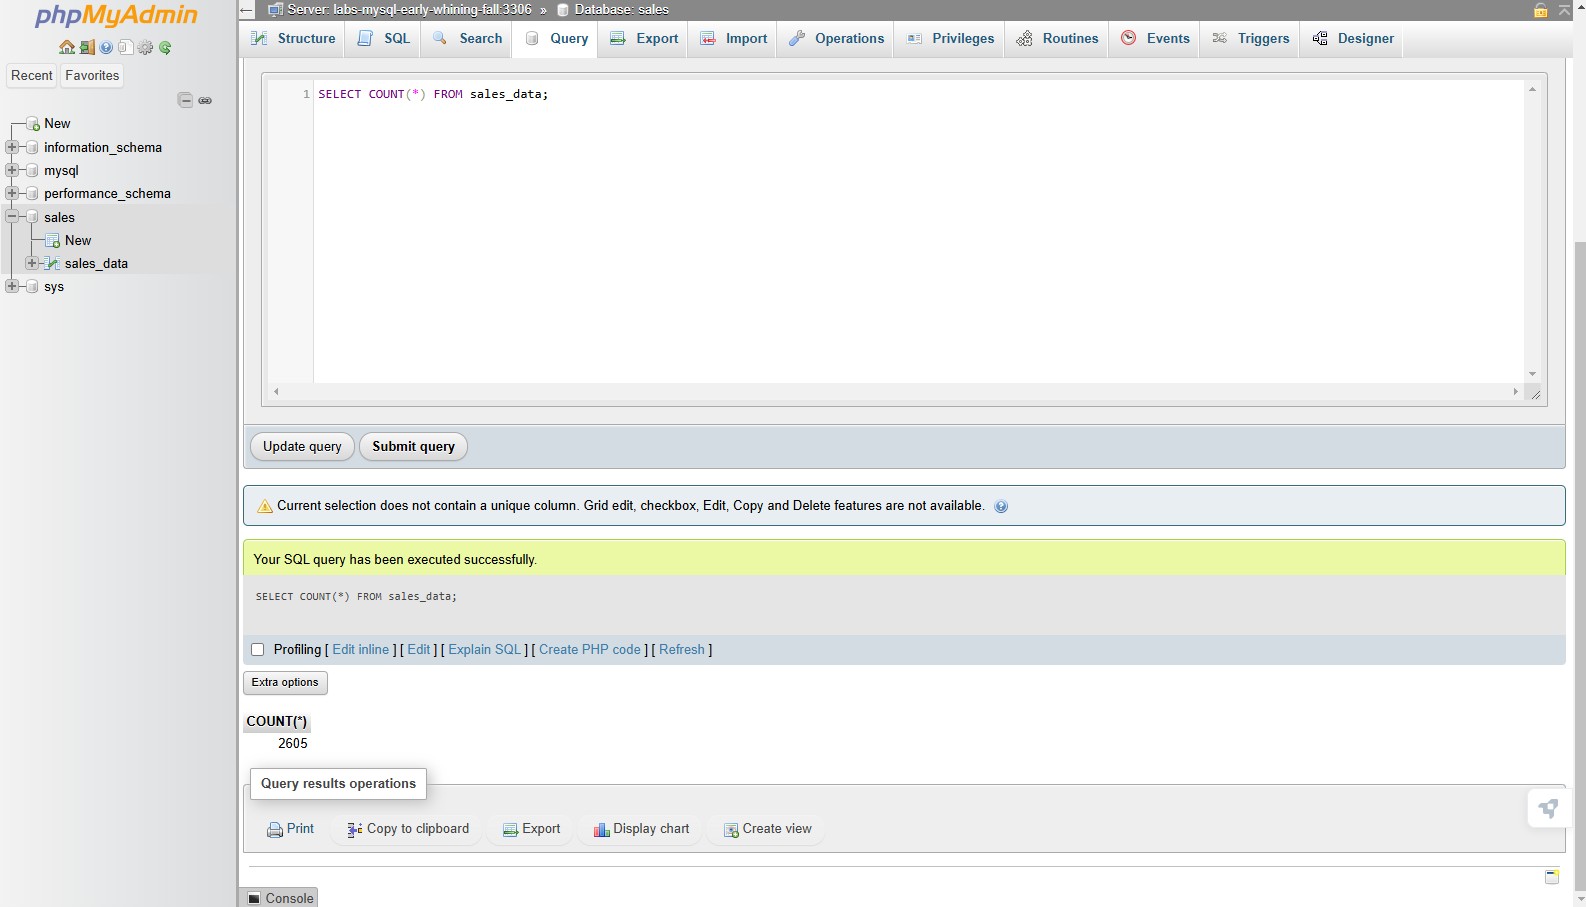 phpMyAdmin
Recent
Favorites
New
information_schema
mysql
performance_schema
sales
New
sales_data
sys
Server: labs-mysql-early-whining-fall:3306 » Database: sales
Structure
SQL
Search
Query
Export
Import
Operations
Privileges
Routines
Events
Triggers
Designer
1 SELECT COUNT(*) FROM sales_data;
Update query
Submit query
Current selection does not contain a unique column. Grid edit, checkbox, Edit, Copy and Delete features are not available.
Your SQL query has been executed successfully.
SELECT COUNT(*) FROM sales_data;
Profiling [ Edit inline ] [ Edit ] [ Explain SQL ] [ Create PHP code ] [ Refresh ]
Extra options
COUNT(*)
2605
Query results operations
Print
Copy to clipboard
Export
Display chart
Create view
Console